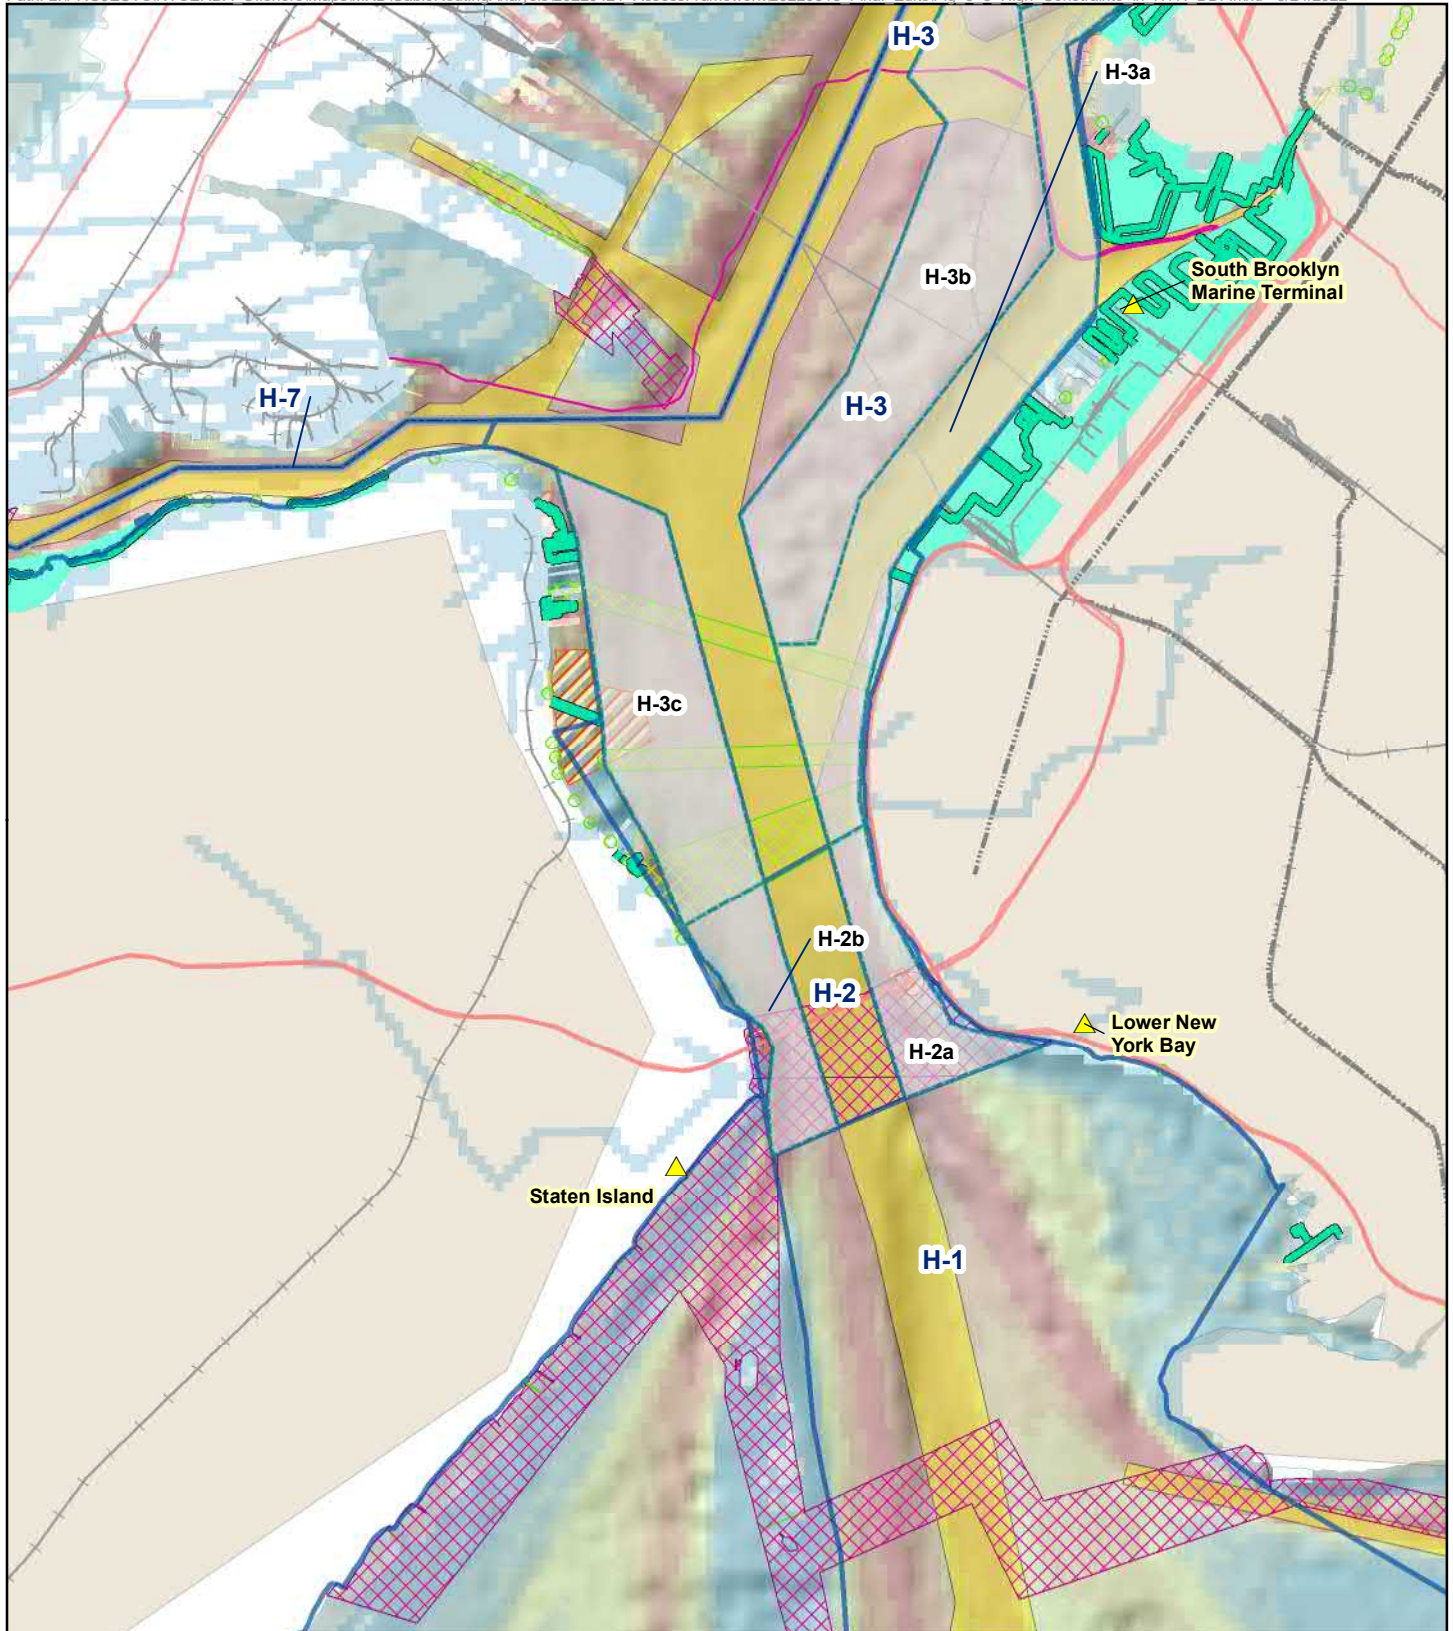 H-3
H-3a
South Brooklyn
Marine Terminal
H-3b
H-7
H-3
H-3c
H-2b
H-2
Lower New
York Bay
H-2a
Staten Island
H-1